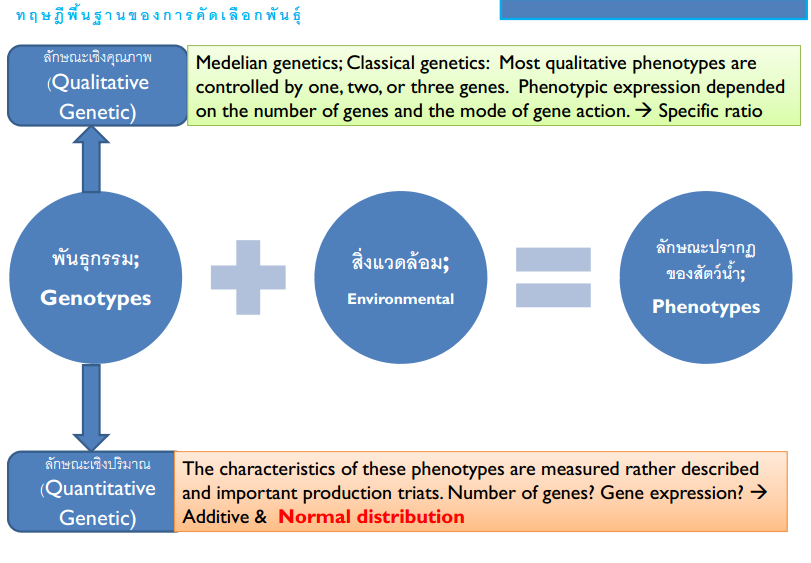 ทฤษฎีพื้นฐานของการคัดเลือกพันธุ์
ลักษณะเชิงคุณภาพ
(Qualitative
Genetic)
Medelian genetics; Classical genetics: Most qualitative phenotypes are
controlled by one, two, or three genes. Phenotypic expression depended
on the number of genes and the mode of gene action. → Specific ratio
พันธุกรรม;
Genotypes
สิ่งแวดล้อม;
Environmental
ลักษณะปรากฏ
ของสัตว์น้ำ;
Phenotypes
ลักษณะเชิงปริมาณ
(Quantitative
Genetic)
The characteristics of these phenotypes are measured rather described
and important production triats. Number of genes? Gene expression? →
Additive & Normal distribution